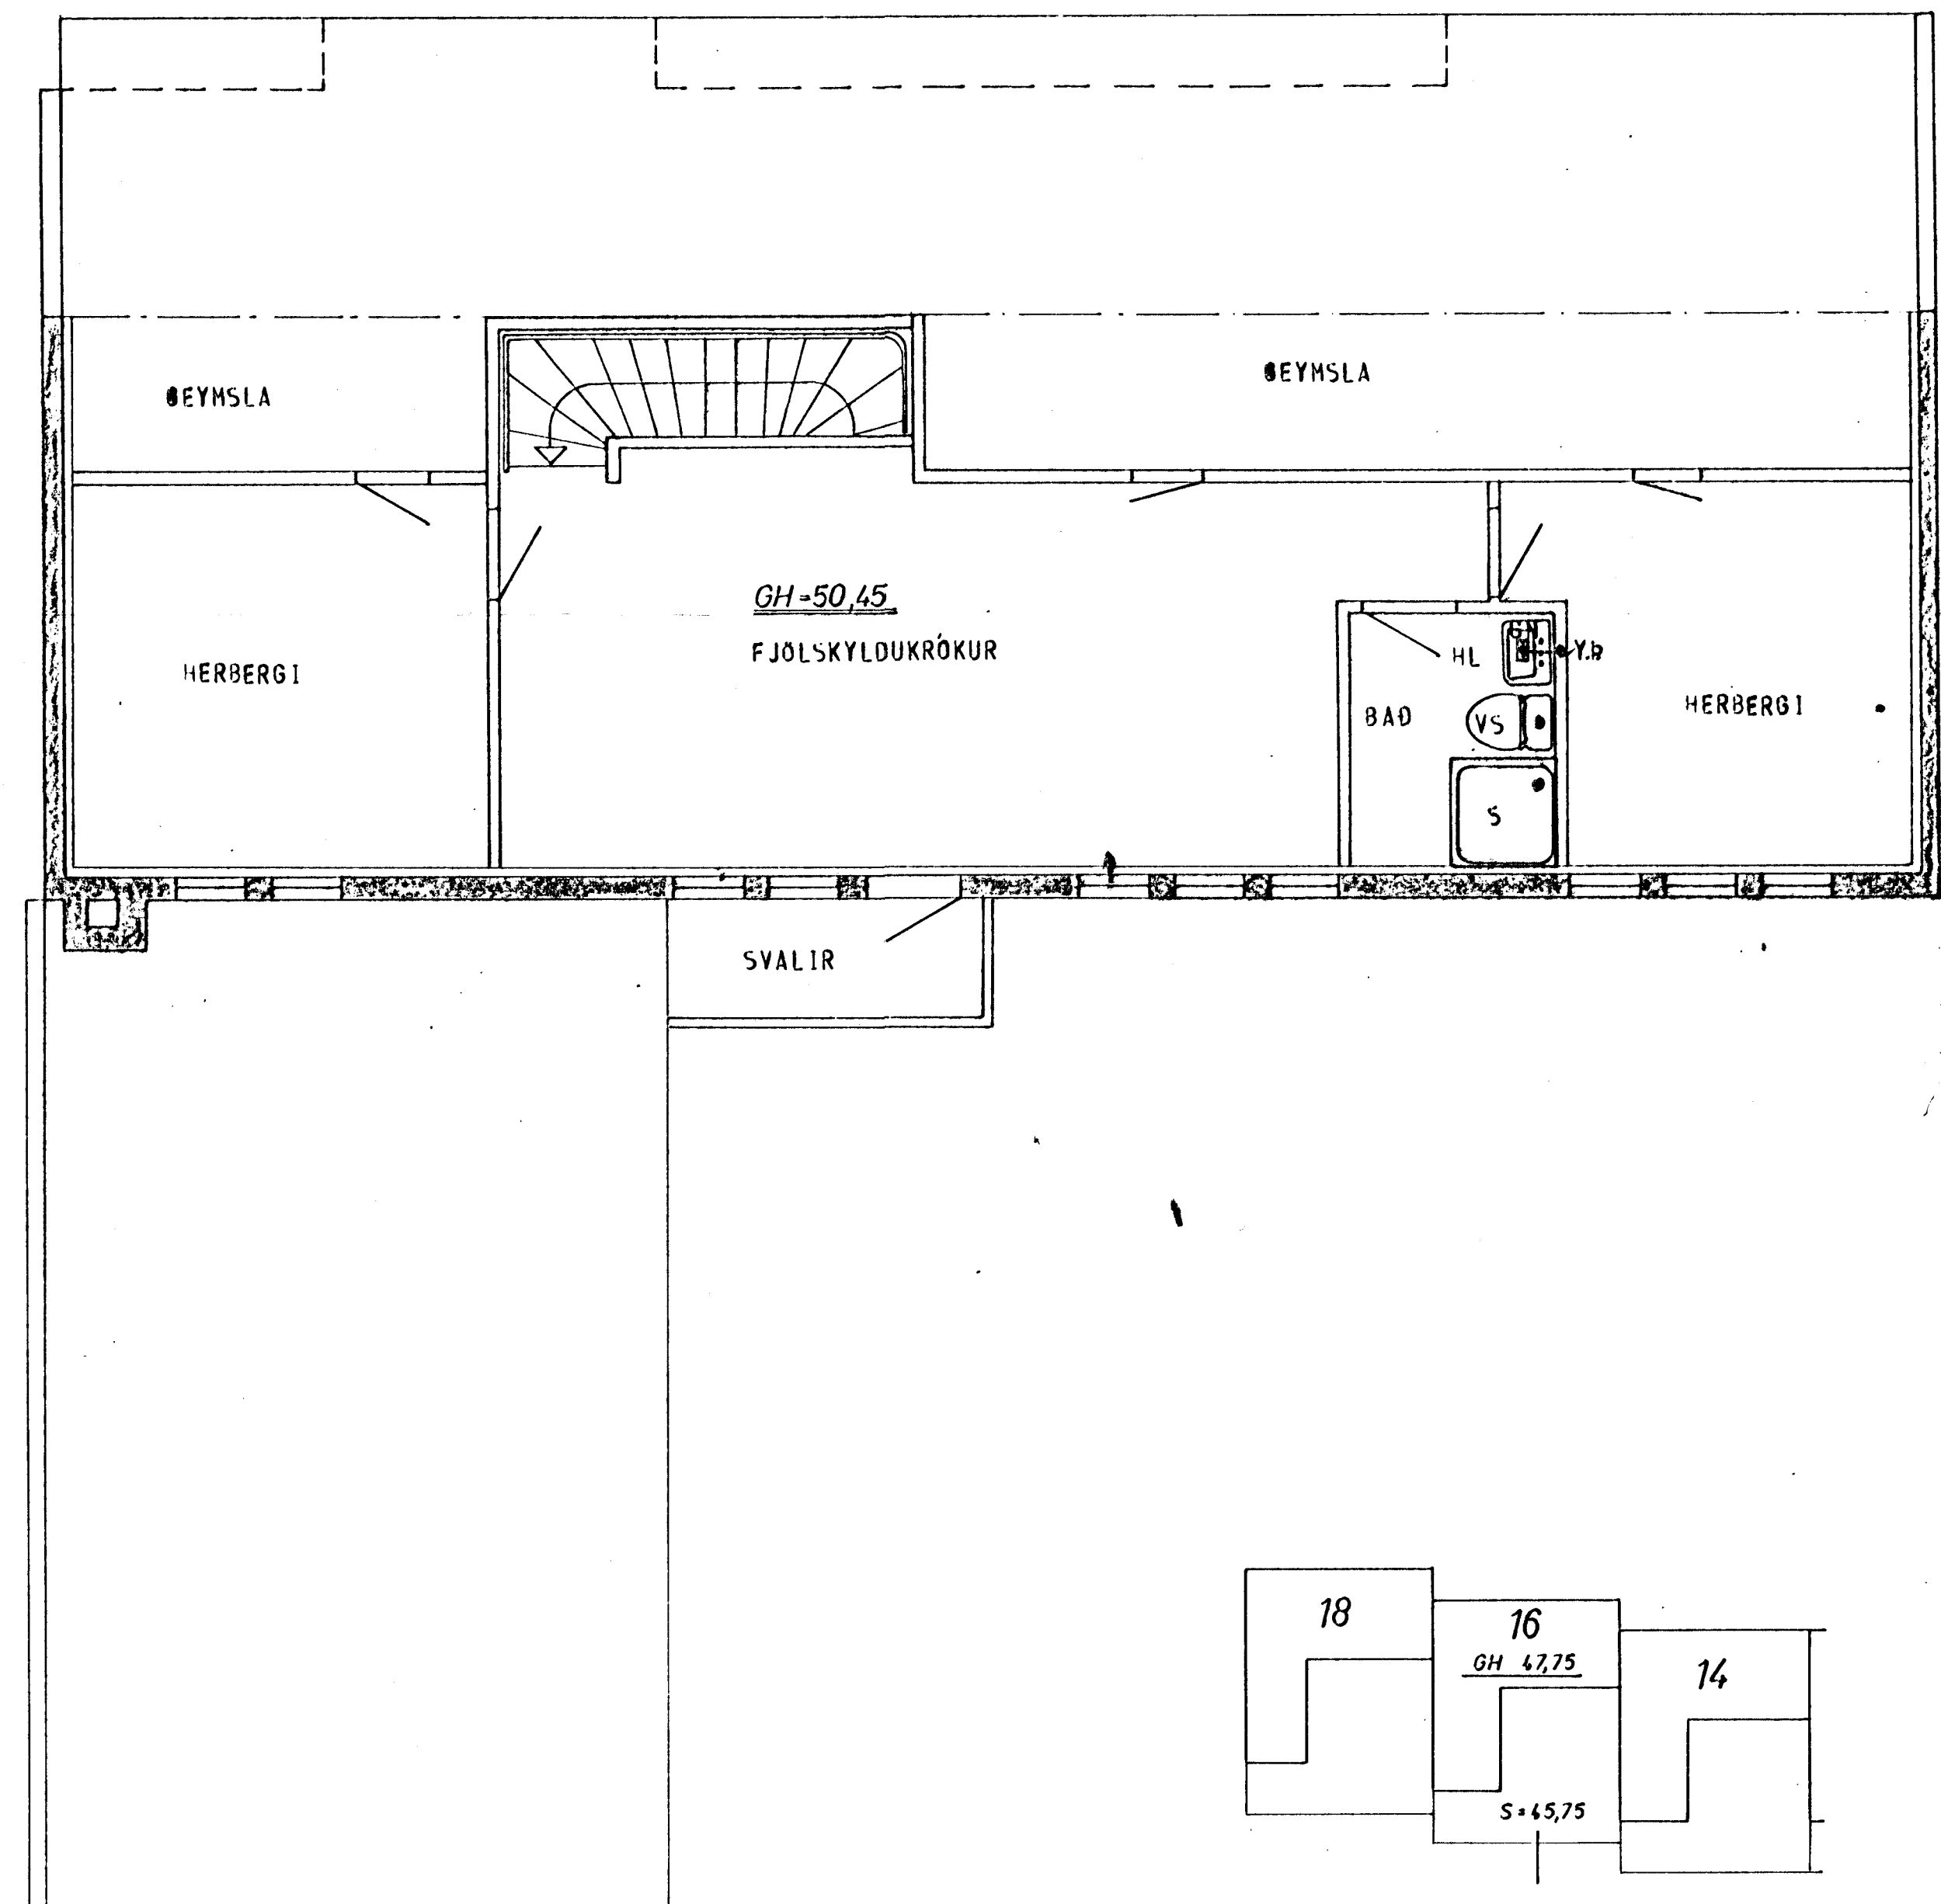 GEYMSLA
GEYMSLA
GH=50,45
FJÖLSKYLDUKRÓKUR
HERBERGI
HL
BAÐ
VS
S
HERBERGI
SVALIR
18
16
GH 47,75
14
S=45,75